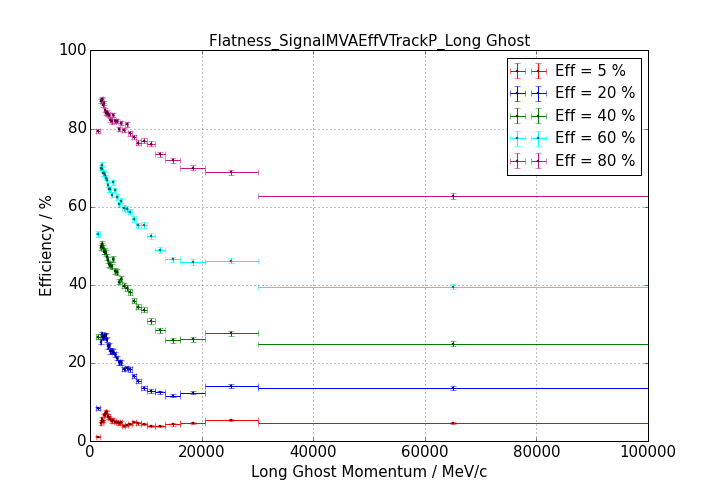 Flatness_SignalMVAEffVTrackP_Long Ghost
100
80
60
40
20
0
Efficiency / %
Eff = 5 %
Eff = 20 %
Eff = 40 %
Eff = 60 %
Eff = 80 %
0 20000 40000 60000 80000 100000
Long Ghost Momentum / MeV/c